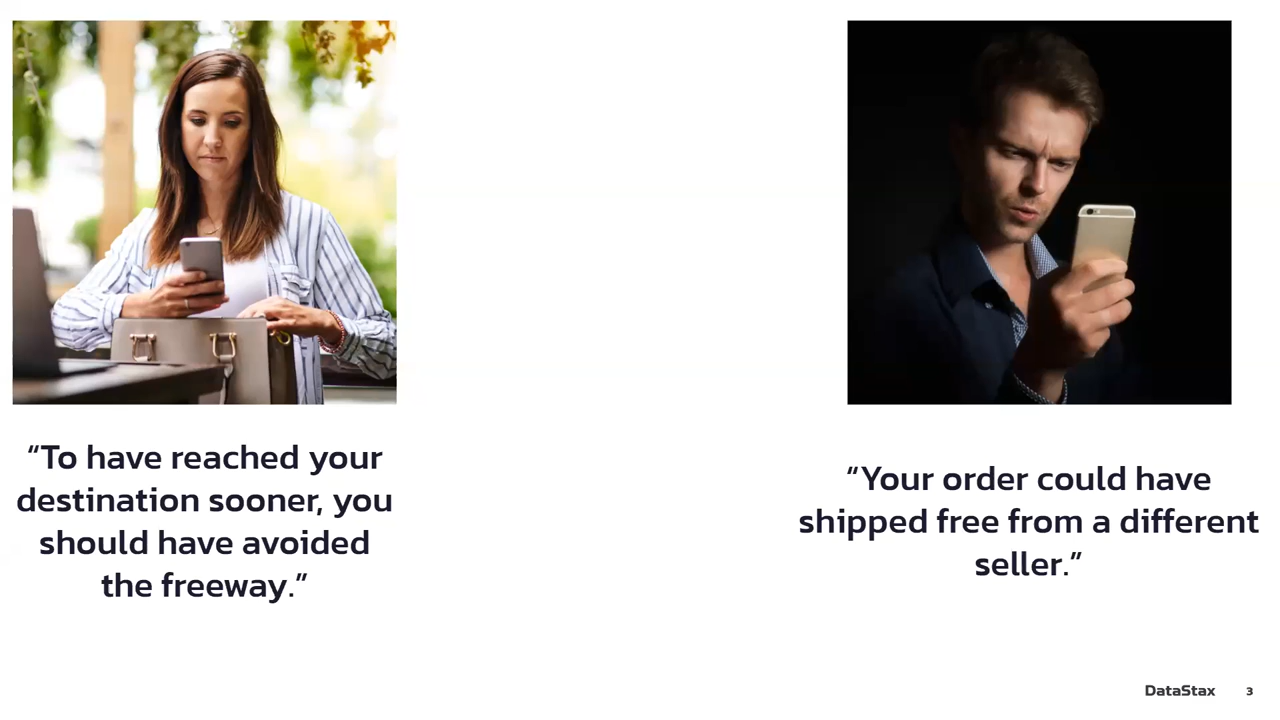 “To have reached your
destination sooner, you
should have avoided
the freeway.”
“Your order could have
shipped free from a different
seller.”
DataStax 3